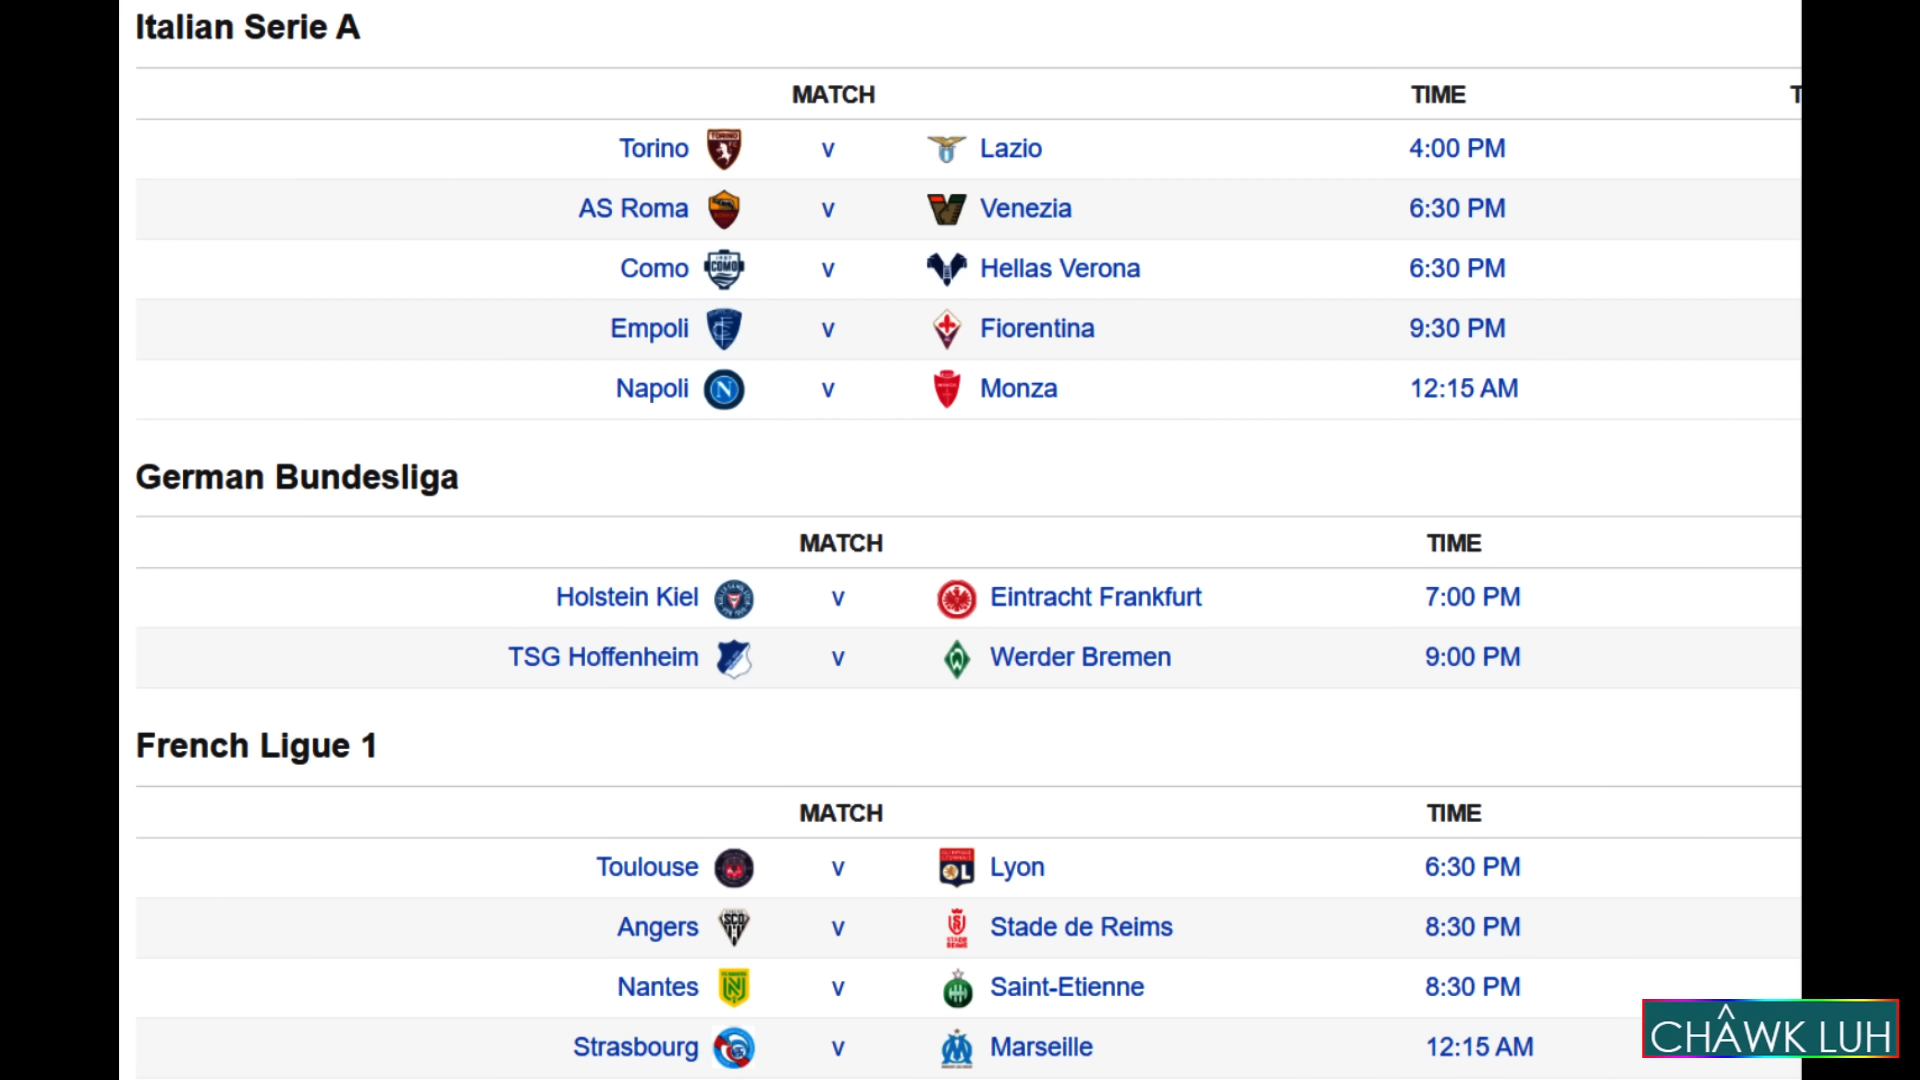 Italian Serie A
MATCH TIME T
Torino v Lazio 4:00 PM
AS Roma v Venezia 6:30 PM
Como v Hellas Verona 6:30 PM
Empoli v Fiorentina 9:30 PM
Napoli v Monza 12:15 AM
German Bundesliga
MATCH TIME
Holstein Kiel v Eintracht Frankfurt 7:00 PM
TSG Hoffenheim v Werder Bremen 9:00 PM
French Ligue 1
MATCH TIME
Toulouse v Lyon 6:30 PM
Angers v Stade de Reims 8:30 PM
Nantes v Saint-Etienne 8:30 PM
Strasbourg v Marseille 12:15 AM
CHÂWK LUH